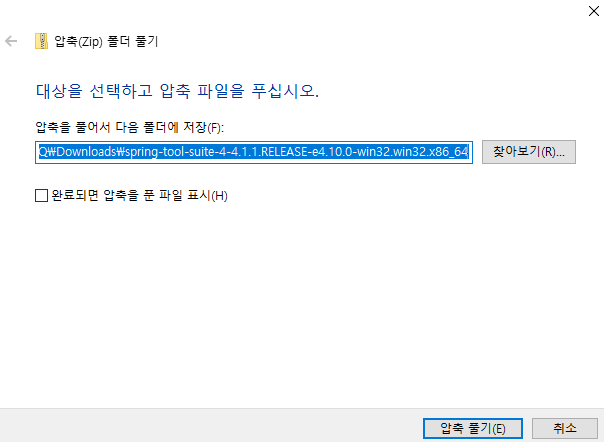 압축(Zip) 폴더 풀기
대상을 선택하고 압축 파일을 푸십시오.
압축을 풀어서 다음 폴더에 저장(F):
Q₩Downloads₩spring-tool-suite-4-4.1.1.RELEASE-e4.10.0-win32.win32.x86_64
찾아보기(R)...
완료되면 압축을 푼 파일 표시(H)
압축 풀기(E) 취소